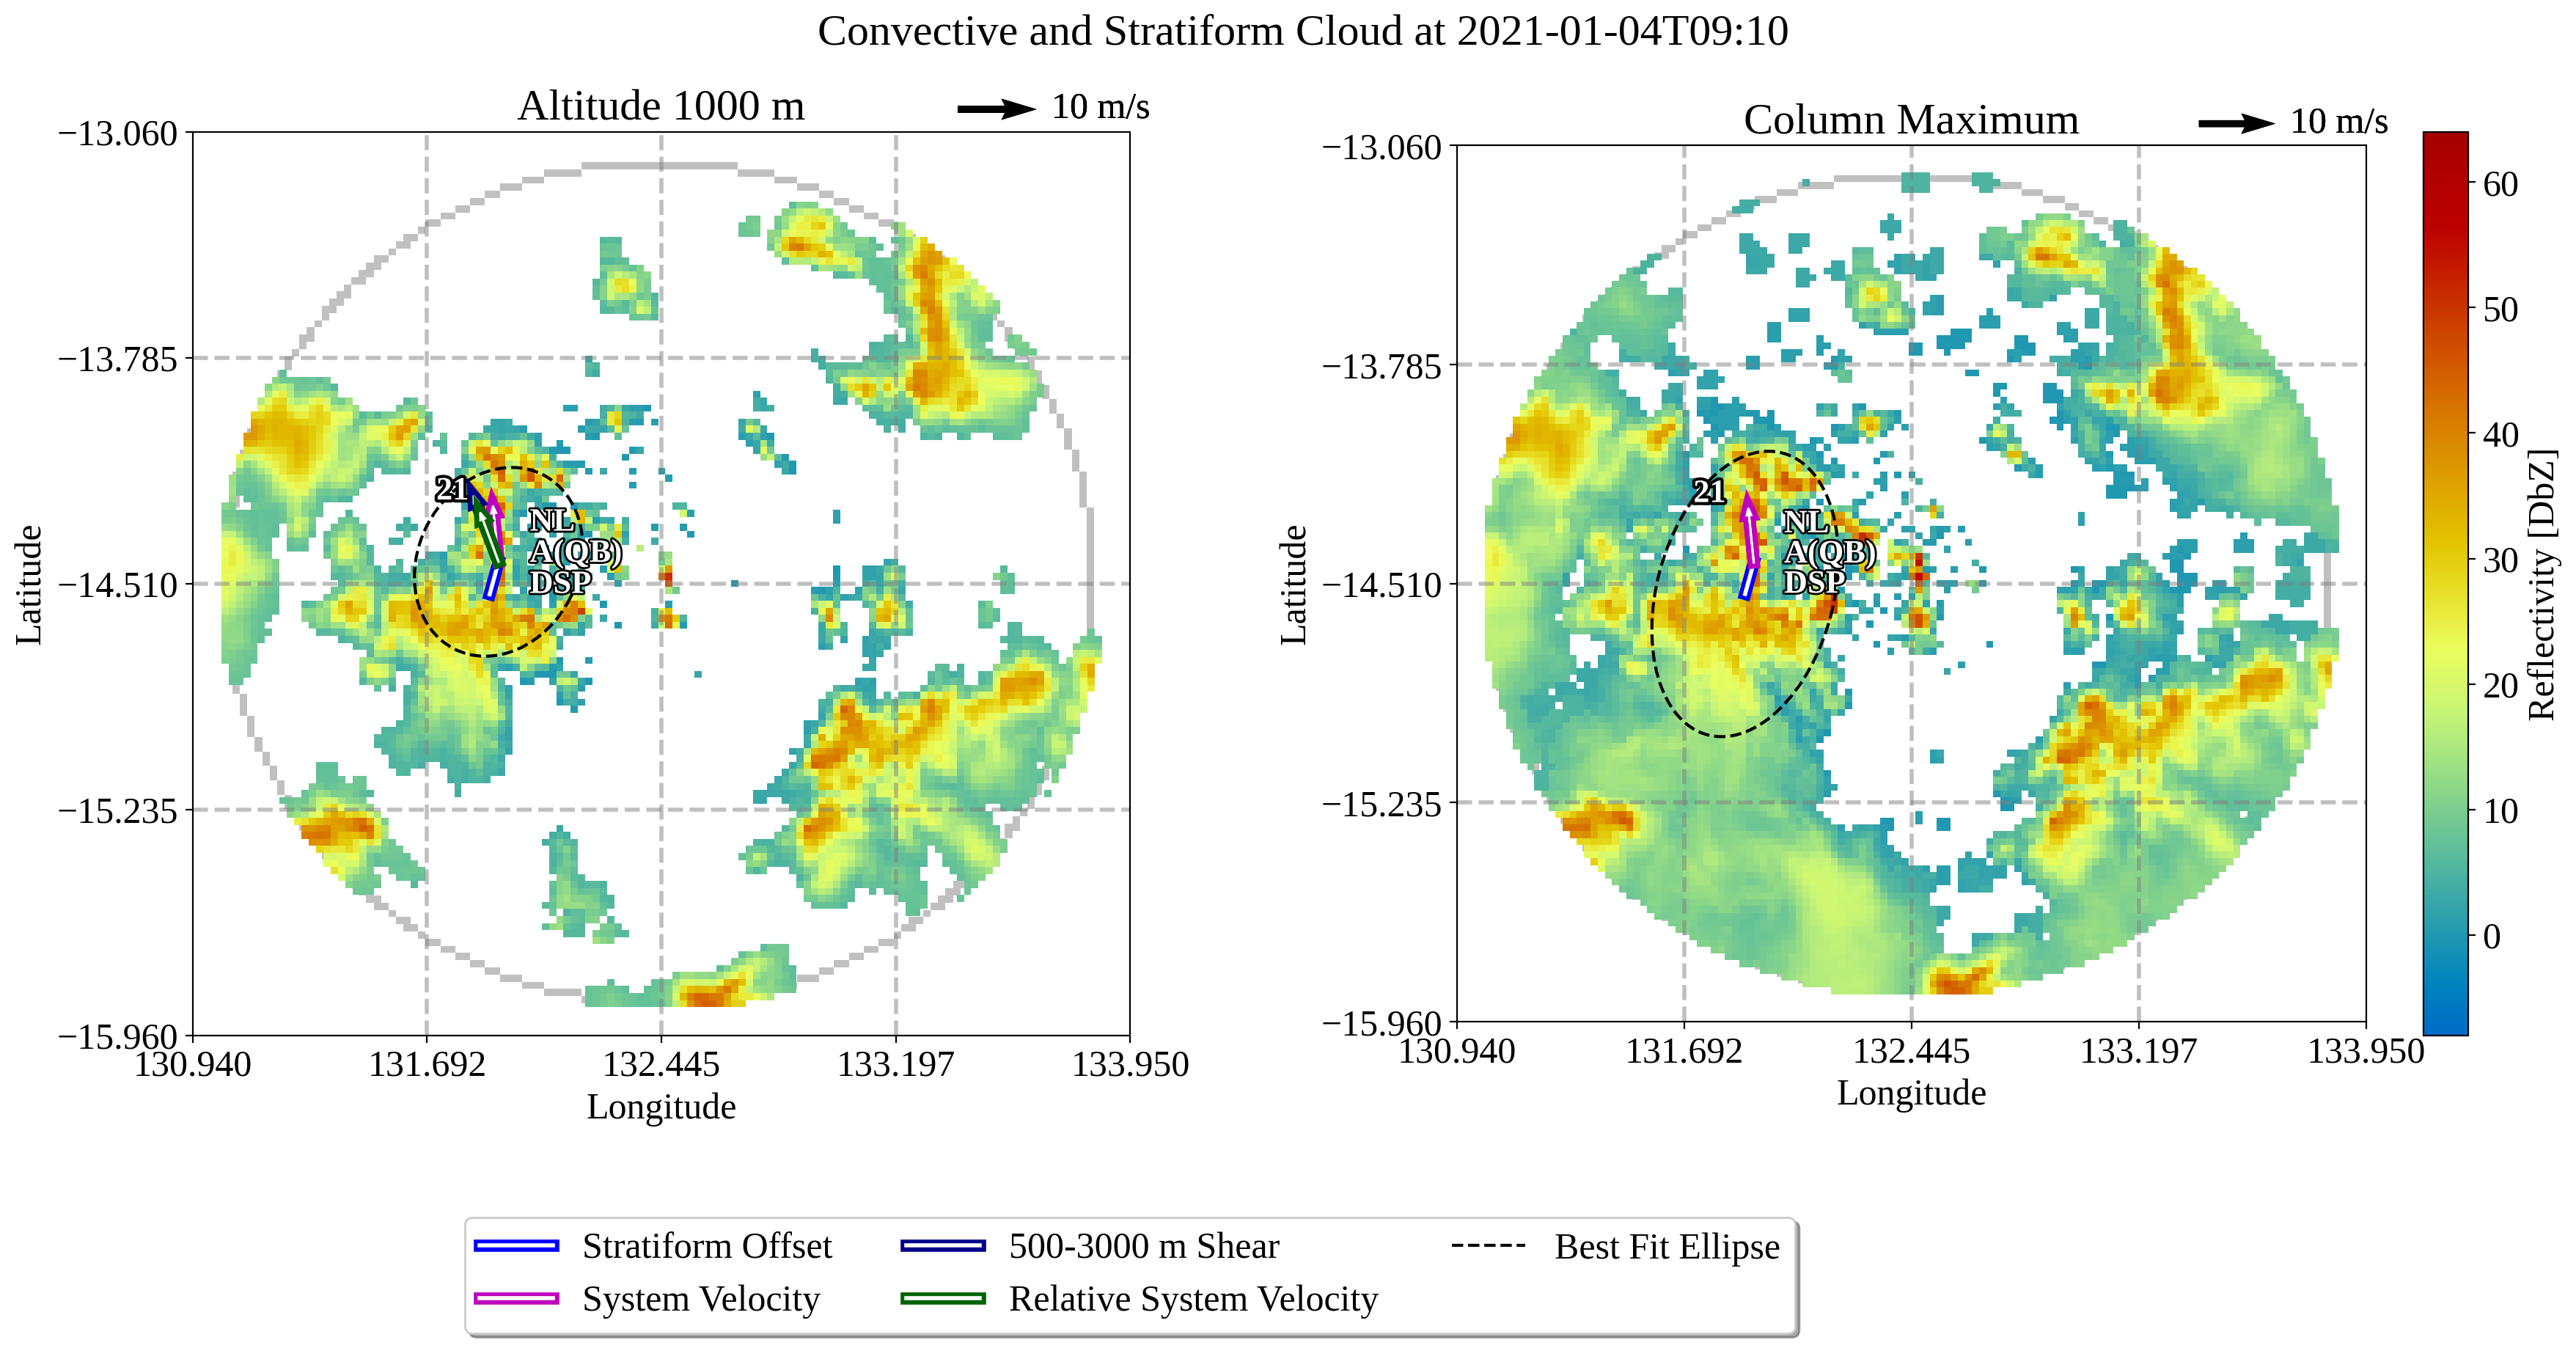 Convective and Stratiform Cloud at 2021-01-04T09:10
Altitude 1000 m
10 m/s
−13.060
−13.785
−14.510
−15.235
−15.960
130.940
131.692
132.445
133.197
133.950
Latitude
Longitude
21
NL
A(QB)
DSP
Column Maximum
10 m/s
−13.060
−13.785
−14.510
−15.235
−15.960
130.940
131.692
132.445
133.197
133.950
Latitude
Longitude
21
NL
A(QB)
DSP
60
50
40
30
20
10
0
Reflectivity [DbZ]
Stratiform Offset
System Velocity
500-3000 m Shear
Relative System Velocity
Best Fit Ellipse